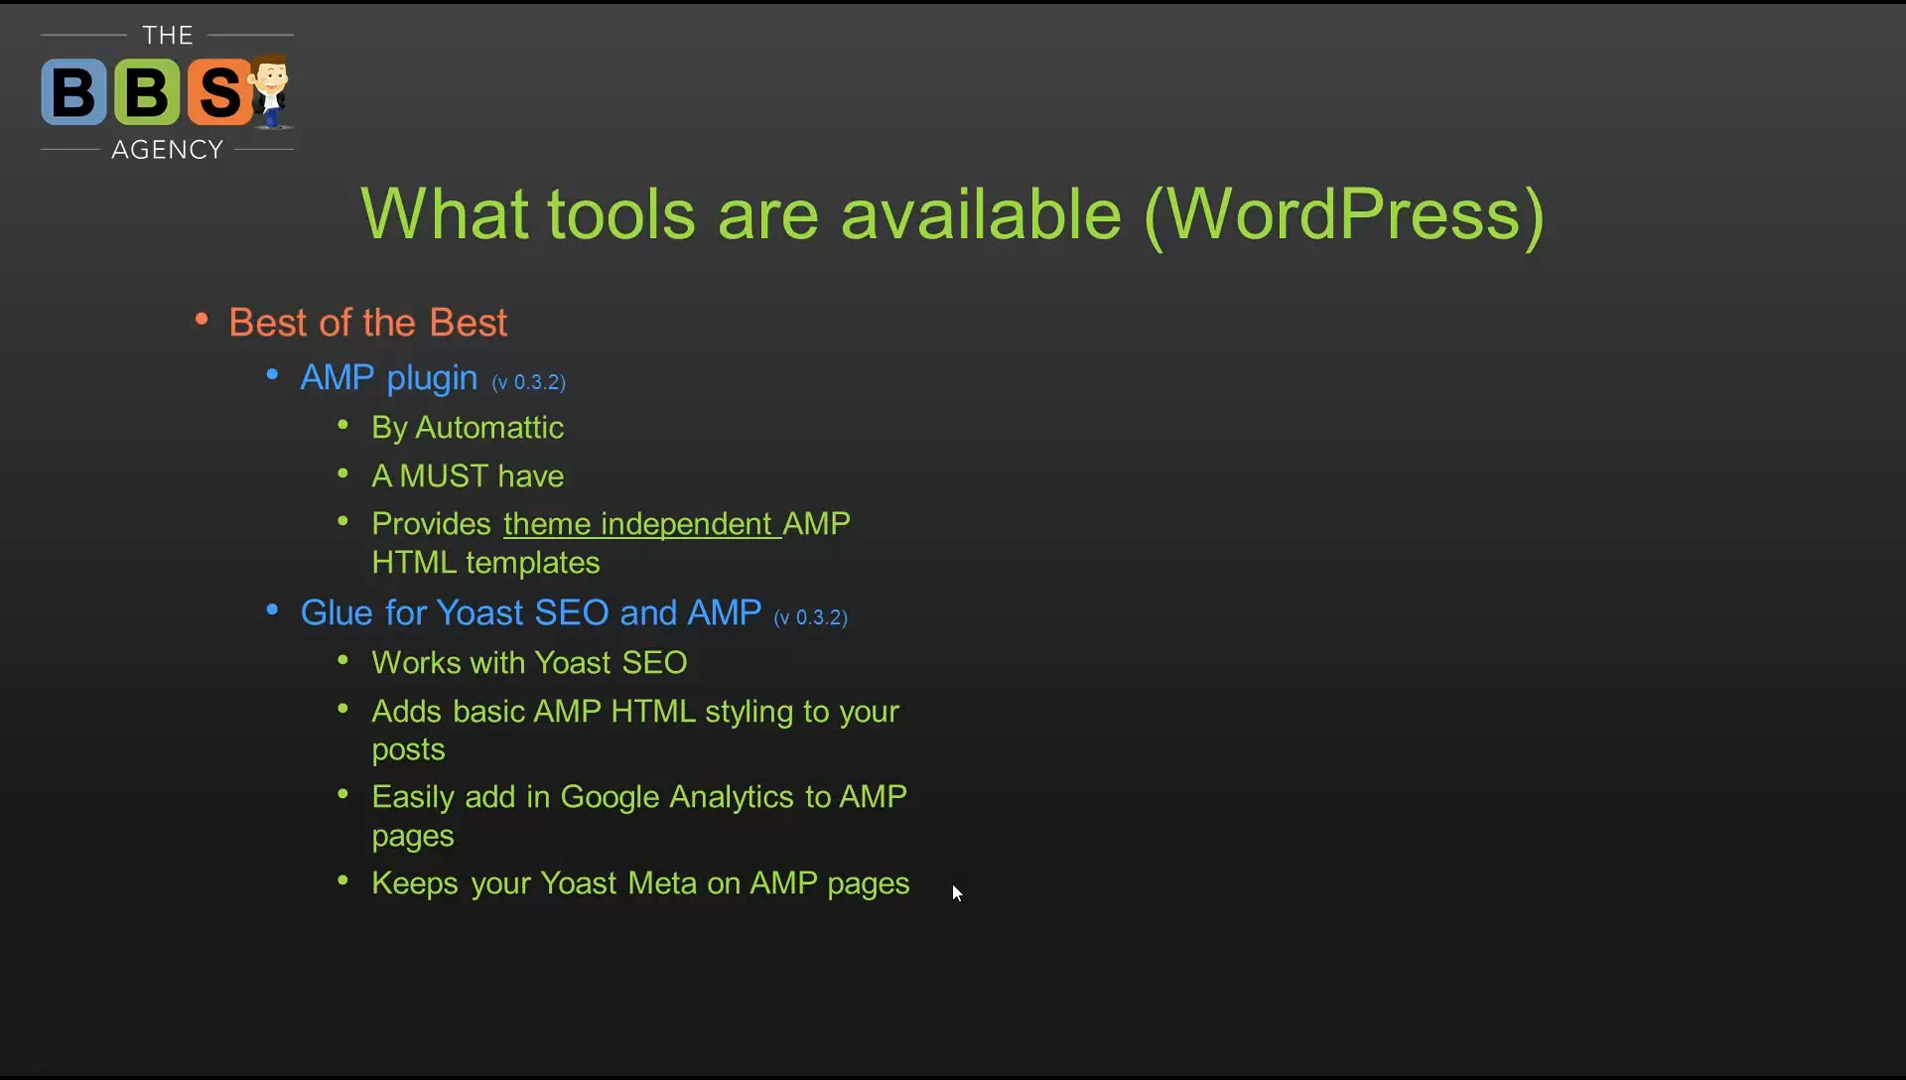 THE
BBS
AGENCY
What tools are available (WordPress)
• Best of the Best
• AMP plugin (v 0.3.2)
• By Automattic
• A MUST have
• Provides theme independent AMP
HTML templates
• Glue for Yoast SEO and AMP (v 0.3.2)
• Works with Yoast SEO
• Adds basic AMP HTML styling to your
posts
• Easily add in Google Analytics to AMP
pages
• Keeps your Yoast Meta on AMP pages